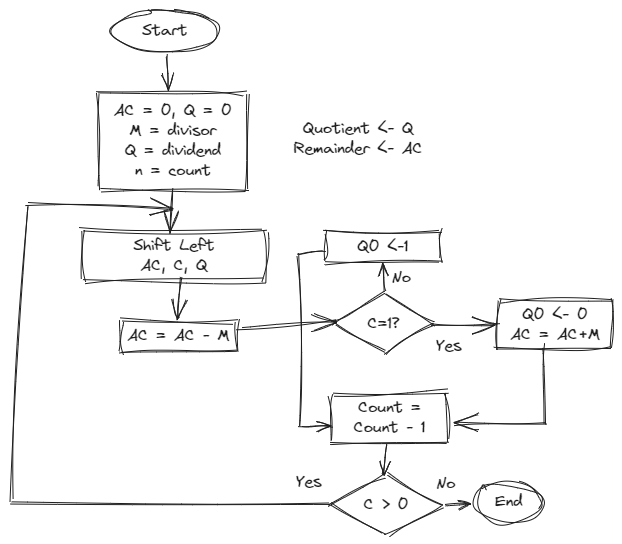 Start
AC = 0, Q = 0
M = divisor
Q = dividend
n = count
Quotient <- Q
Remainder <- AC
Shift Left
AC, C, Q
Q0 <-1
No
AC = AC - M
C=1?
Yes
Q0 <- 0
AC = AC+M
Count =
Count - 1
Yes
No
C > 0
End